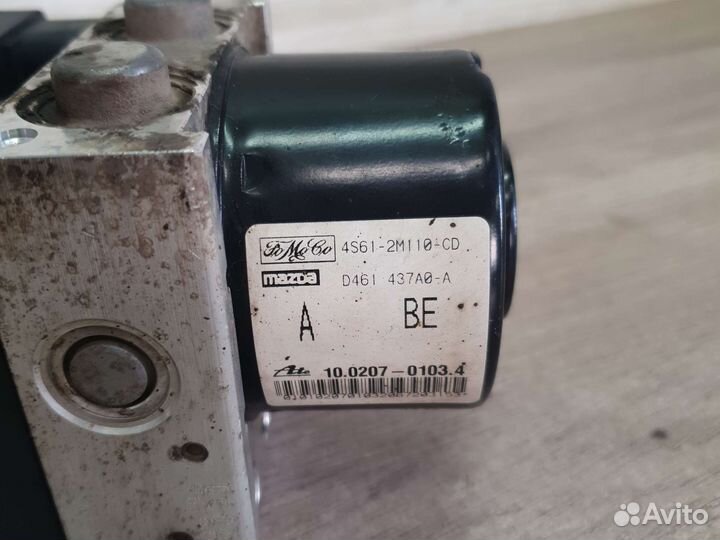 FoMoCo 4S61-2M110-CD
mazda D461 437A0-A
A BE
Ate 10.0207-0103.4
Avito